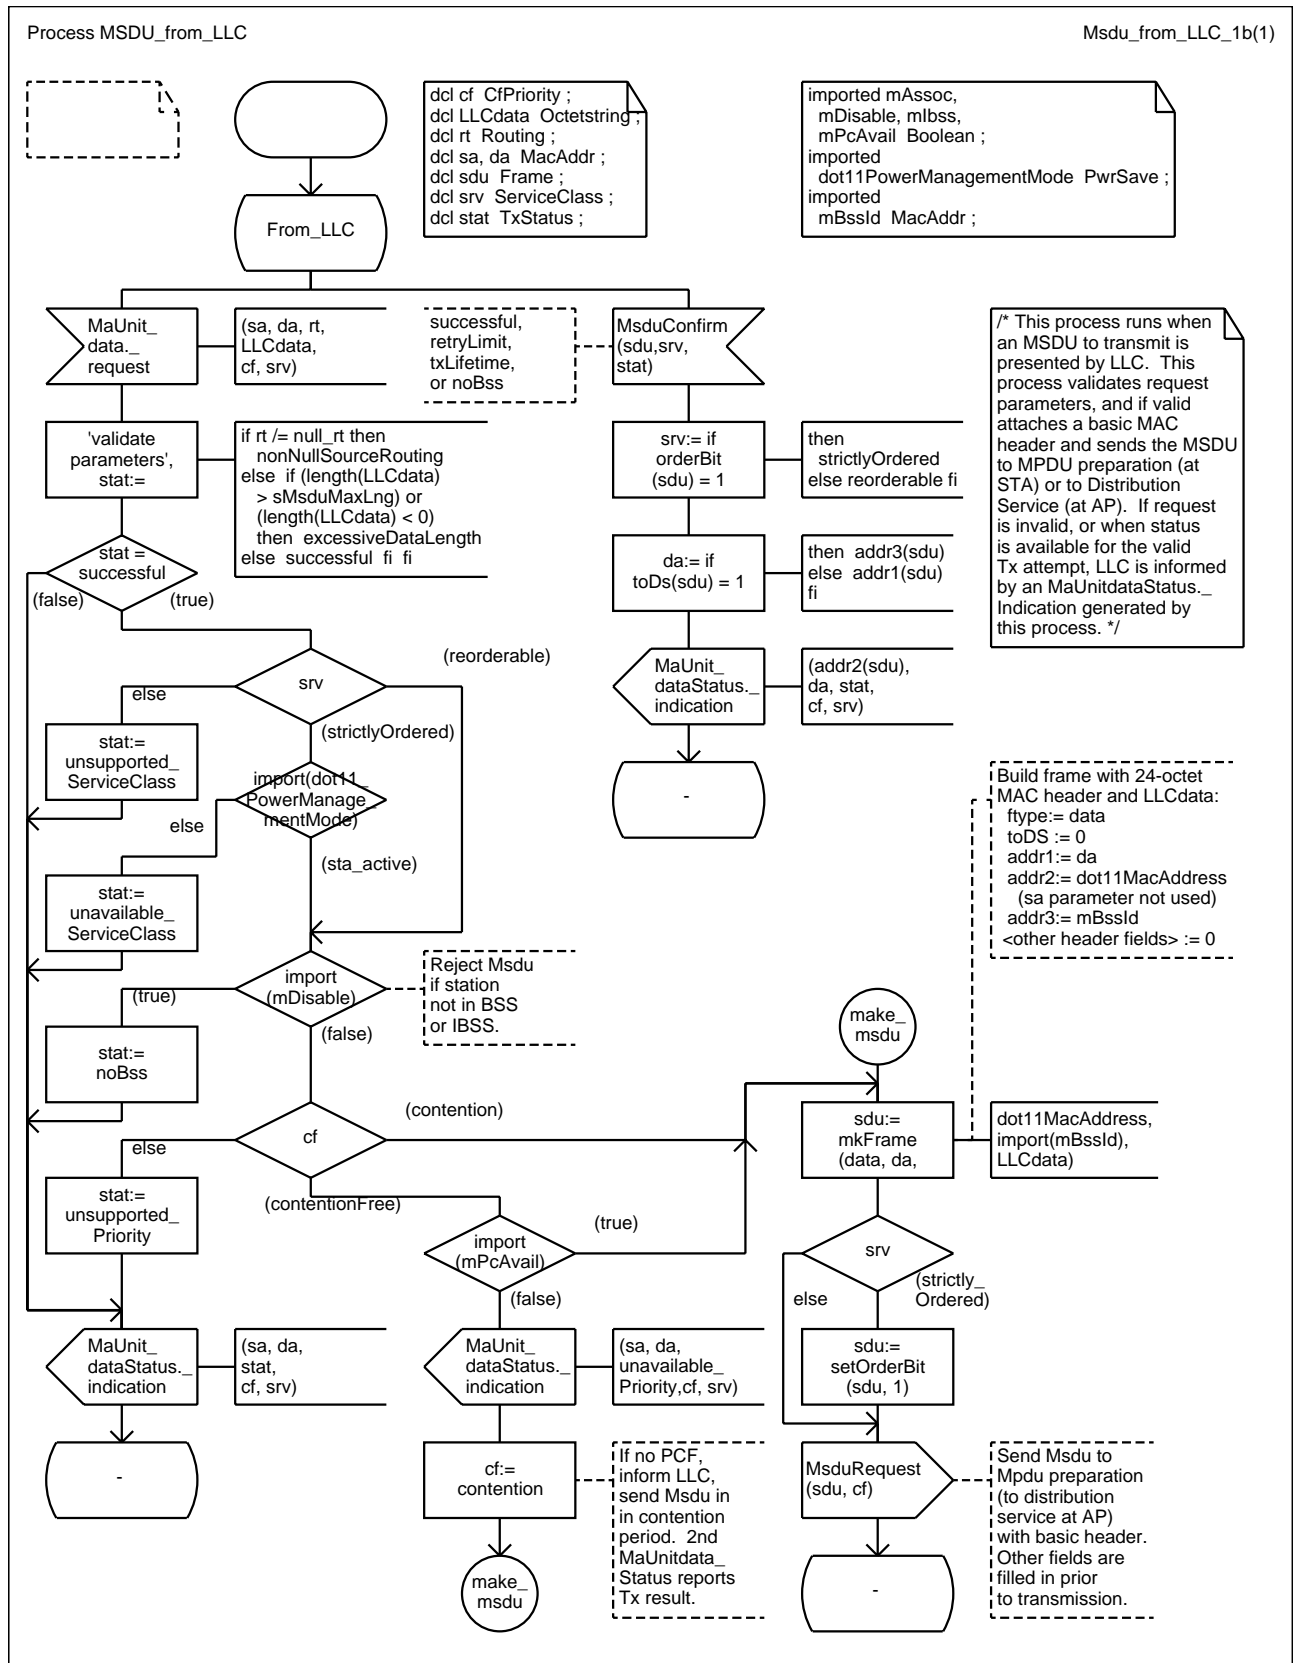 Process MSDU_from_LLC
Msdu_from_LLC_1b(1)
dcl cf CfPriority ;
dcl LLCdata Octetstring ;
dcl rt Routing ;
dcl sa, da MacAddr ;
dcl sdu Frame ;
dcl srv ServiceClass ;
dcl stat TxStatus ;
imported mAssoc,
mDisable, mIbss,
mPcAvail Boolean ;
imported
dot11PowerManagementMode PwrSave ;
imported
mBssId MacAddr ;
From_LLC
MaUnit_
data._
request
(sa, da, rt,
LLCdata,
cf, srv)
successful,
retryLimit,
txLifetime,
or noBss
MsduConfirm
(sdu,srv,
stat)
/* This process runs when
an MSDU to transmit is
presented by LLC. This
process validates request
parameters, and if valid
attaches a basic MAC
header and sends the MSDU
to MPDU preparation (at
STA) or to Distribution
Service (at AP). If request
is invalid, or when status
is available for the valid
Tx attempt, LLC is informed
by an MaUnitdataStatus._
Indication generated by
this process. */
'validate
parameters',
stat:=
if rt /= null_rt then
nonNullSourceRouting
else if (length(LLCdata)
> sMsduMaxLng) or
(length(LLCdata) < 0)
then excessiveDataLength
else successful fi fi
srv:= if
orderBit
(sdu) = 1
then
strictlyOrdered
else reorderable fi
stat =
successful
(false)
(true)
da:= if
toDs(sdu) = 1
then addr3(sdu)
else addr1(sdu)
fi
srv
(reorderable)
else
(strictlyOrdered)
MaUnit_
dataStatus._
indication
(addr2(sdu),
da, stat,
cf, srv)
stat:=
unsupported_
ServiceClass
import(dot11_
PowerManage_
mentMode)
else
(sta_active)
-
Build frame with 24-octet
MAC header and LLCdata:
ftype:= data
toDS := 0
addr1:= da
addr2:= dot11MacAddress
(sa parameter not used)
addr3:= mBssId
<other header fields> := 0
stat:=
unavailable_
ServiceClass
import
(mDisable)
(true)
(false)
Reject Msdu
if station
not in BSS
or IBSS.
make_
msdu
stat:=
noBss
cf
(contention)
else
(contentionFree)
sdu:=
mkFrame
(data, da,
dot11MacAddress,
import(mBssId),
LLCdata)
stat:=
unsupported_
Priority
import
(mPcAvail)
(true)
(false)
srv
else
(strictly_
Ordered)
MaUnit_
dataStatus._
indication
(sa, da,
stat,
cf, srv)
MaUnit_
dataStatus._
indication
(sa, da,
unavailable_
Priority,cf, srv)
sdu:=
setOrderBit
(sdu, 1)
-
cf:=
contention
If no PCF,
inform LLC,
send Msdu in
in contention
period. 2nd
MaUnitdata_
Status reports
Tx result.
MsduRequest
(sdu, cf)
Send Msdu to
Mpdu preparation
(to distribution
service at AP)
with basic header.
Other fields are
filled in prior
to transmission.
make_
msdu
-